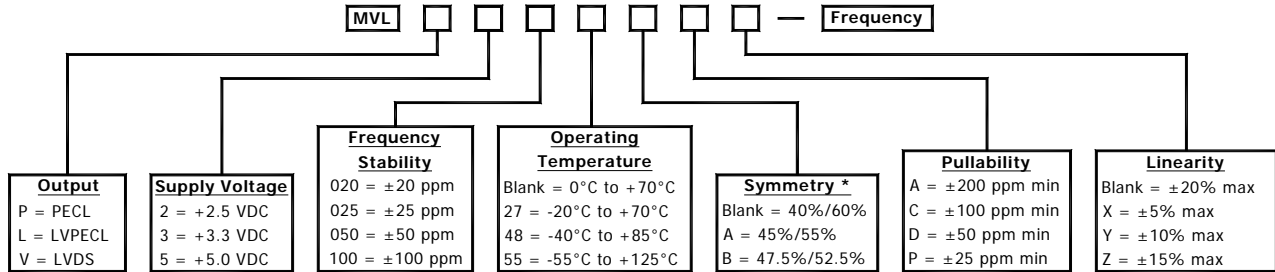 MVL — Frequency
Output
P = PECL
L = LVPECL
V = LVDS
Supply Voltage
2 = +2.5 VDC
3 = +3.3 VDC
5 = +5.0 VDC
Frequency
Stability
020 = ±20 ppm
025 = ±25 ppm
050 = ±50 ppm
100 = ±100 ppm
Operating
Temperature
Blank = 0°C to +70°C
27 = -20°C to +70°C
48 = -40°C to +85°C
55 = -55°C to +125°C
Symmetry *
Blank = 40%/60%
A = 45%/55%
B = 47.5%/52.5%
Pullability
A = ±200 ppm min
C = ±100 ppm min
D = ±50 ppm min
P = ±25 ppm min
Linearity
Blank = ±20% max
X = ±5% max
Y = ±10% max
Z = ±15% max